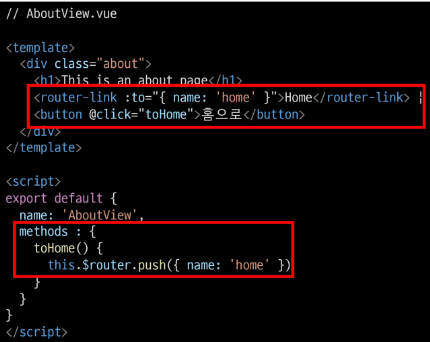 // AboutView.vue
<template>
  <div class="about">
    <h1>This is an about page</h1>
    <router-link :to="{ name: 'home' }">Home</router-link> |
    <button @click="toHome">홈으로</button>
  </div>
</template>
<script>
export default {
  name: 'AboutView',
  methods : {
    toHome() {
      this.$router.push({ name: 'home' })
    }
  }
}
</script>